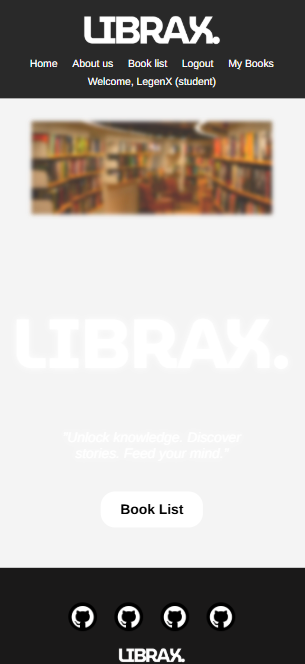 LIBRAX.
Home About us Book list Logout My Books
Welcome, LegenX (student)
LIBRAX.
"Unlock knowledge. Discover
stories. Feed your mind."
Book List
LIBRAX.